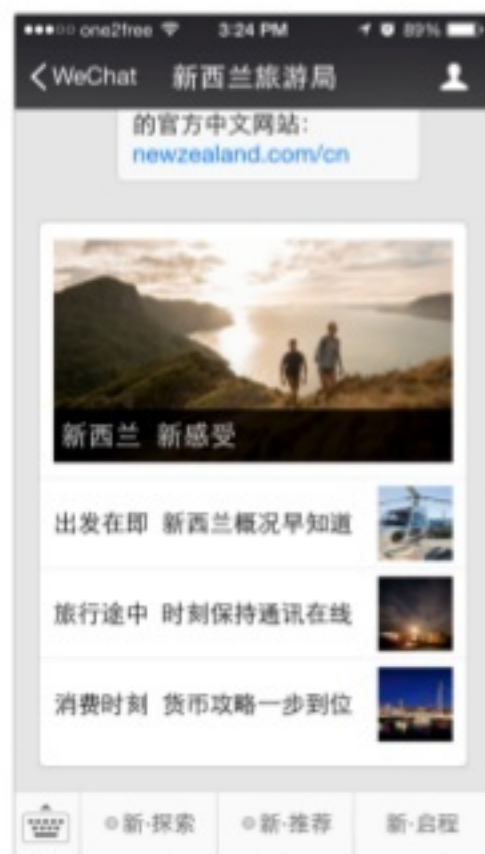 one2free 3:24 PM 89%
WeChat 新西兰旅游局
的官方中文网站:
newzealand.com/cn
新西兰 新感受
出发在即 新西兰概况早知道
旅行途中 时刻保持通讯在线
消费时刻 货币攻略一步到位
新·探索 新·推荐 新·启程